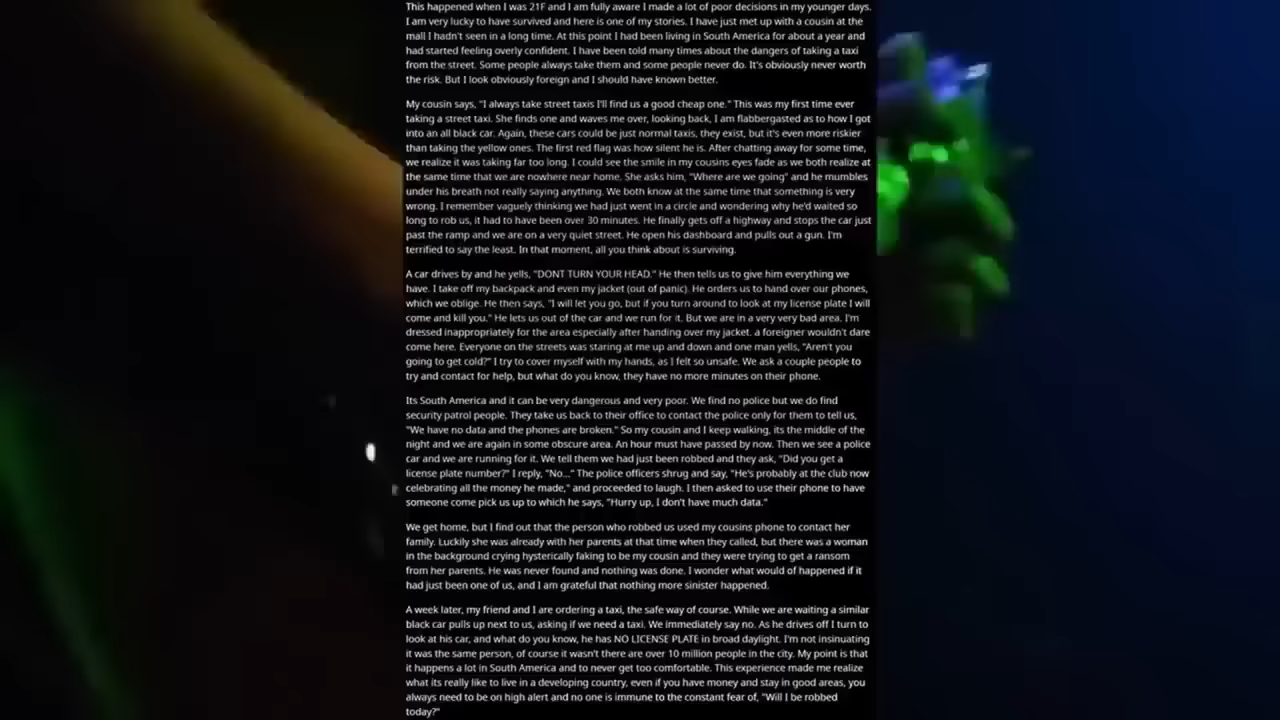 This happened when I was 21F and I am fully aware I made a lot of poor decisions in my younger days.
I am very lucky to have survived and here is one of my stories. I have just met up with a cousin at the
mall I hadn't seen in a long time. At this point I had been living in South America for about a year and
had started feeling overly confident. I have been told many times about the dangers of taking a taxi
from the street. Some people always take them and some people never do. It's obviously never worth
the risk. But I look obviously foreign and I should have known better.
My cousin says, "I always take street taxis I'll find us a good cheap one." This was my first time ever
taking a street taxi. She finds one and waves me over, looking back, I am flabbergasted as to how I got
into an all black car. Again, these cars could be just normal taxis, they exist, but it's even more riskier
than taking the yellow ones. The first red flag was how silent he is. After chatting away for some time,
we realize it was taking far too long. I could see the smile in my cousins eyes fade as we both realize at
the same time that we are nowhere near home. She asks him, "Where are we going" and he mumbles
under his breath not really saying anything. We both know at the same time that something is very
wrong. I remember vaguely thinking we had just went in a circle and wondering why he'd waited so
long to rob us, it had to have been over 30 minutes. He finally gets off a highway and stops the car just
past the ramp and we are on a very quiet street. He open his dashboard and pulls out a gun. I'm
terrified to say the least. In that moment, all you think about is surviving.
A car drives by and he yells, "DONT TURN YOUR HEAD." He then tells us to give him everything we
have. I take off my backpack and even my jacket (out of panic). He orders us to hand over our phones,
which we oblige. He then says, "I will let you go, but if you turn around to look at my license plate I will
come and kill you." He lets us out of the car and we run for it. But we are in a very very bad area. I'm
dressed inappropriately for the area especially after handing over my jacket. a foreigner wouldn't dare
come here. Everyone on the streets was staring at me up and down and one man yells, "Aren't you
going to get cold?" I try to cover myself with my hands, as I felt so unsafe. We ask a couple people to
try and contact for help, but what do you know, they have no more minutes on their phone.
Its South America and it can be very dangerous and very poor. We find no police but we do find
security patrol people. They take us back to their office to contact the police only for them to tell us,
"We have no data and the phones are broken." So my cousin and I keep walking, its the middle of the
night and we are again in some obscure area. An hour must have passed by now. Then we see a police
car and we are running for it. We tell them we had just been robbed and they ask, "Did you get a
license plate number?" I reply, "No..." The police officers shrug and say, "He's probably at the club now
celebrating all the money he made," and proceeded to laugh. I then asked to use their phone to have
someone come pick us up to which he says, "Hurry up, I don't have much data."
We get home, but I find out that the person who robbed us used my cousins phone to contact her
family. Luckily she was already with her parents at that time when they called, but there was a woman
in the background crying hysterically faking to be my cousin and they were trying to get a ransom
from her parents. He was never found and nothing was done. I wonder what would of happened if it
had just been one of us, and I am grateful that nothing more sinister happened.
A week later, my friend and I are ordering a taxi, the safe way of course. While we are waiting a similar
black car pulls up next to us, asking if we need a taxi. We immediately say no. As he drives off I turn to
look at his car, and what do you know, he has NO LICENSE PLATE in broad daylight. I'm not insinuating
it was the same person, of course it wasn't there are over 10 million people in the city. My point is that
it happens a lot in South America and to never get too comfortable. This experience made me realize
what its really like to live in a developing country, even if you have money and stay in good areas, you
always need to be on high alert and no one is immune to the constant fear of, "Will I be robbed
today?"